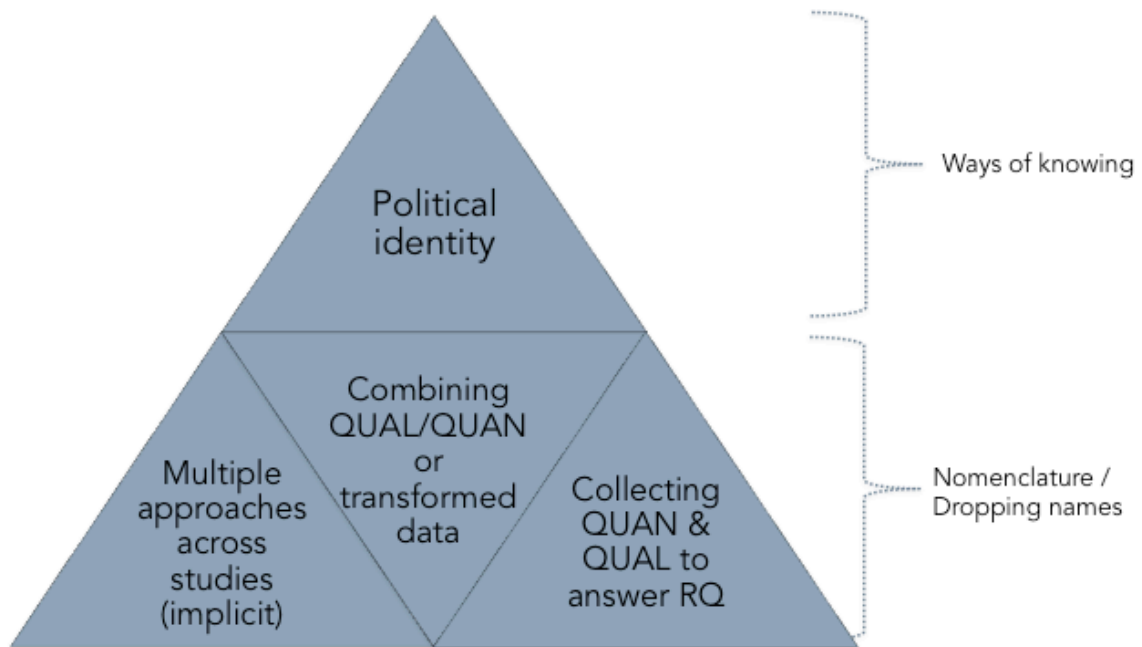 Political
identity
Ways of knowing
Combining
QUAL/QUAN
or
transformed
data
Multiple
approaches
across
studies
(implicit)
Collecting
QUAN &
QUAL to
answer RQ
Nomenclature /
Dropping names